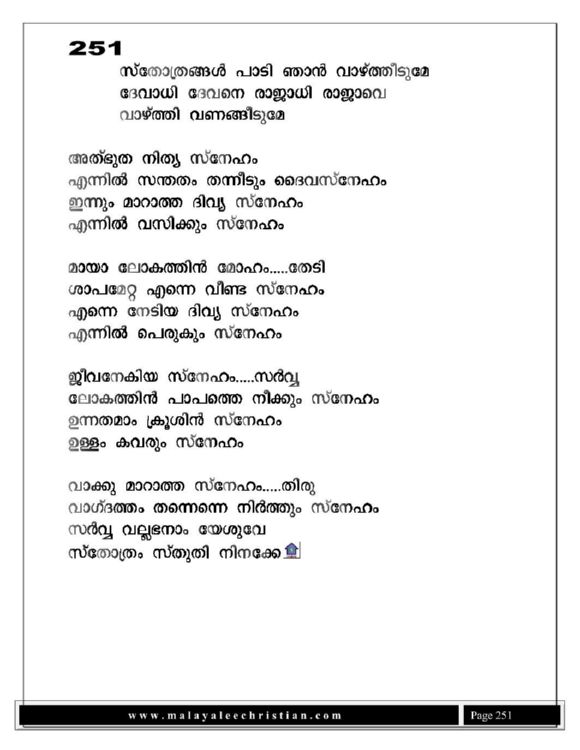 251
സ്തോത്രങ്ങൾ പാടി ഞാൻ വാഴ്ത്തീടുമേ
ദേവാധി ദേവനെ രാജാധി രാജാവെ
വാഴ്ത്തി വണങ്ങീടുമേ
അത്ഭുത നിത്യ സ്നേഹം
എന്നിൽ സന്തതം തന്നീടും ദൈവസ്നേഹം
ഇന്നും മാറാത്ത ദിവ്യ സ്നേഹം
എന്നിൽ വസിക്കും സ്നേഹം
മായാ ലോകത്തിൻ മോഹം.....തേടി
ശാപമേറ്റ എന്നെ വീണ്ട സ്നേഹം
എന്നെ നേടിയ ദിവ്യ സ്നേഹം
എന്നിൽ പെരുകും സ്നേഹം
ജീവനേകിയ സ്നേഹം.....സർവ്വ
ലോകത്തിൻ പാപത്തെ നീക്കും സ്നേഹം
ഉന്നതമാം ക്രൂശിൻ സ്നേഹം
ഉള്ളം കവരും സ്നേഹം
വാക്കു മാറാത്ത സ്നേഹം.....തിരു
വാഗ്ദത്തം തന്നെന്നെ നിർത്തും സ്നേഹം
സർവ്വ വല്ലഭനാം യേശുവേ
സ്തോത്രം സ്തുതി നിനക്കേ
www.malayaleechristian.com
Page 251